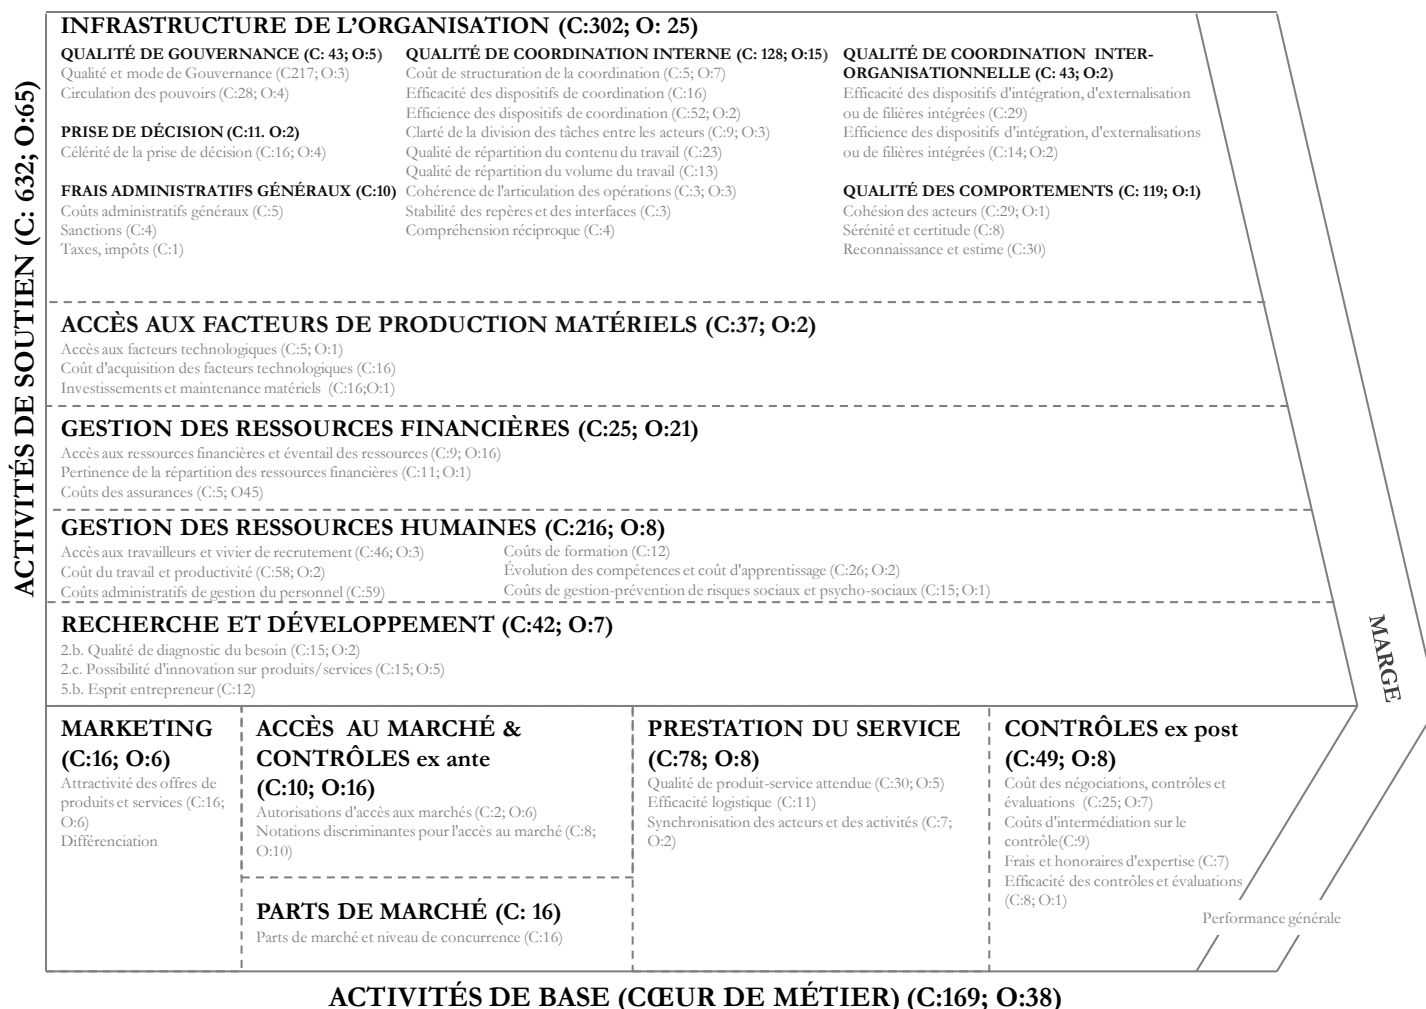 INFRASTRUCTURE DE L'ORGANISATION (C:302; O: 25)
QUALITÉ DE GOUVERNANCE (C: 43; O:5)
Qualité et mode de Gouvernance (C217; O:3)
Circulation des pouvoirs (C:28; O:4)
PRISE DE DÉCISION (C:11. O:2)
Célérité de la prise de décision (C:16; O:4)
FRAIS ADMINISTRATIFS GÉNÉRAUX (C:10)
Coûts administratifs généraux (C:5)
Sanctions (C:4)
Taxes, impôts (C:1)
QUALITÉ DE COORDINATION INTERNE (C: 128; O:15)
Coût de structuration de la coordination (C:5; O:7)
Efficacité des dispositifs de coordination (C:16)
Efficience des dispositifs de coordination (C:52; O:2)
Clarté de la division des tâches entre les acteurs (C:9; O:3)
Qualité de répartition du contenu du travail (C:23)
Qualité de répartition du volume du travail (C:13)
Cohérence de l'articulation des opérations (C:3; O:3)
Stabilité des repères et des interfaces (C:3)
Compréhension réciproque (C:4)
QUALITÉ DE COORDINATION INTER-
ORGANISATIONNELLE (C: 43; O:2)
Efficacité des dispositifs d'intégration, d'externalisation
ou de filières intégrées (C:29)
Efficience des dispositifs d'intégration, d'externalisations
ou de filières intégrées (C:14; O:2)
QUALITÉ DES COMPORTEMENTS (C: 119; O:1)
Cohésion des acteurs (C:29; O:1)
Sérénité et certitude (C:8)
Reconnaissance et estime (C:30)
ACTIVITÉS DE SOUTIEN (C: 632; O:65)
ACCÈS AUX FACTEURS DE PRODUCTION MATÉRIELS (C:37; O:2)
Accès aux facteurs technologiques (C:5; O:1)
Coût d'acquisition des facteurs technologiques (C:16)
Investissements et maintenance matériels (C:16;O:1)
GESTION DES RESSOURCES FINANCIÈRES (C:25; O:21)
Accès aux ressources financières et éventail des ressources (C:9; O:16)
Pertinence de la répartition des ressources financières (C:11; O:1)
Coûts des assurances (C:5; O45)
GESTION DES RESSOURCES HUMAINES (C:216; O:8)
Accès aux travailleurs et vivier de recrutement (C:46; O:3)
Coût du travail et productivité (C:58; O:2)
Coûts administratifs de gestion du personnel (C:59)
Coûts de formation (C:12)
Évolution des compétences et coût d'apprentissage (C:26; O:2)
Coûts de gestion-prévention de risques sociaux et psycho-sociaux (C:15; O:1)
RECHERCHE ET DÉVELOPPEMENT (C:42; O:7)
2.b. Qualité de diagnostic du besoin (C:15; O:2)
2.c. Possibilité d'innovation sur produits/services (C:15; O:5)
5.b. Esprit entrepreneur (C:12)
MARGE
MARKETING
(C:16; O:6)
Attractivité des offres de
produits et services (C:16;
O:6)
Différenciation
ACCÈS AU MARCHÉ &
CONTRÔLES ex ante
(C:10; O:16)
Autorisations d'accès aux marchés (C:2; O:6)
Notations discriminantes pour l'accès au marché (C:8;
O:10)
PARTS DE MARCHÉ (C: 16)
Parts de marché et niveau de concurrence (C:16)
PRESTATION DU SERVICE
(C:78; O:8)
Qualité de produit-service attendue (C:30; O:5)
Efficacité logistique (C:11)
Synchronisation des acteurs et des activités (C:7;
O:2)
CONTRÔLES ex post
(C:49; O:8)
Coût des négociations, contrôles et
évaluations (C:25; O:7)
Coûts d'intermédiation sur le
contrôle(C:9)
Frais et honoraires d'expertise (C:7)
Efficacité des contrôles et évaluations
(C:8; O:1)
Performance générale
ACTIVITÉS DE BASE (CŒUR DE MÉTIER) (C:169; O:38)